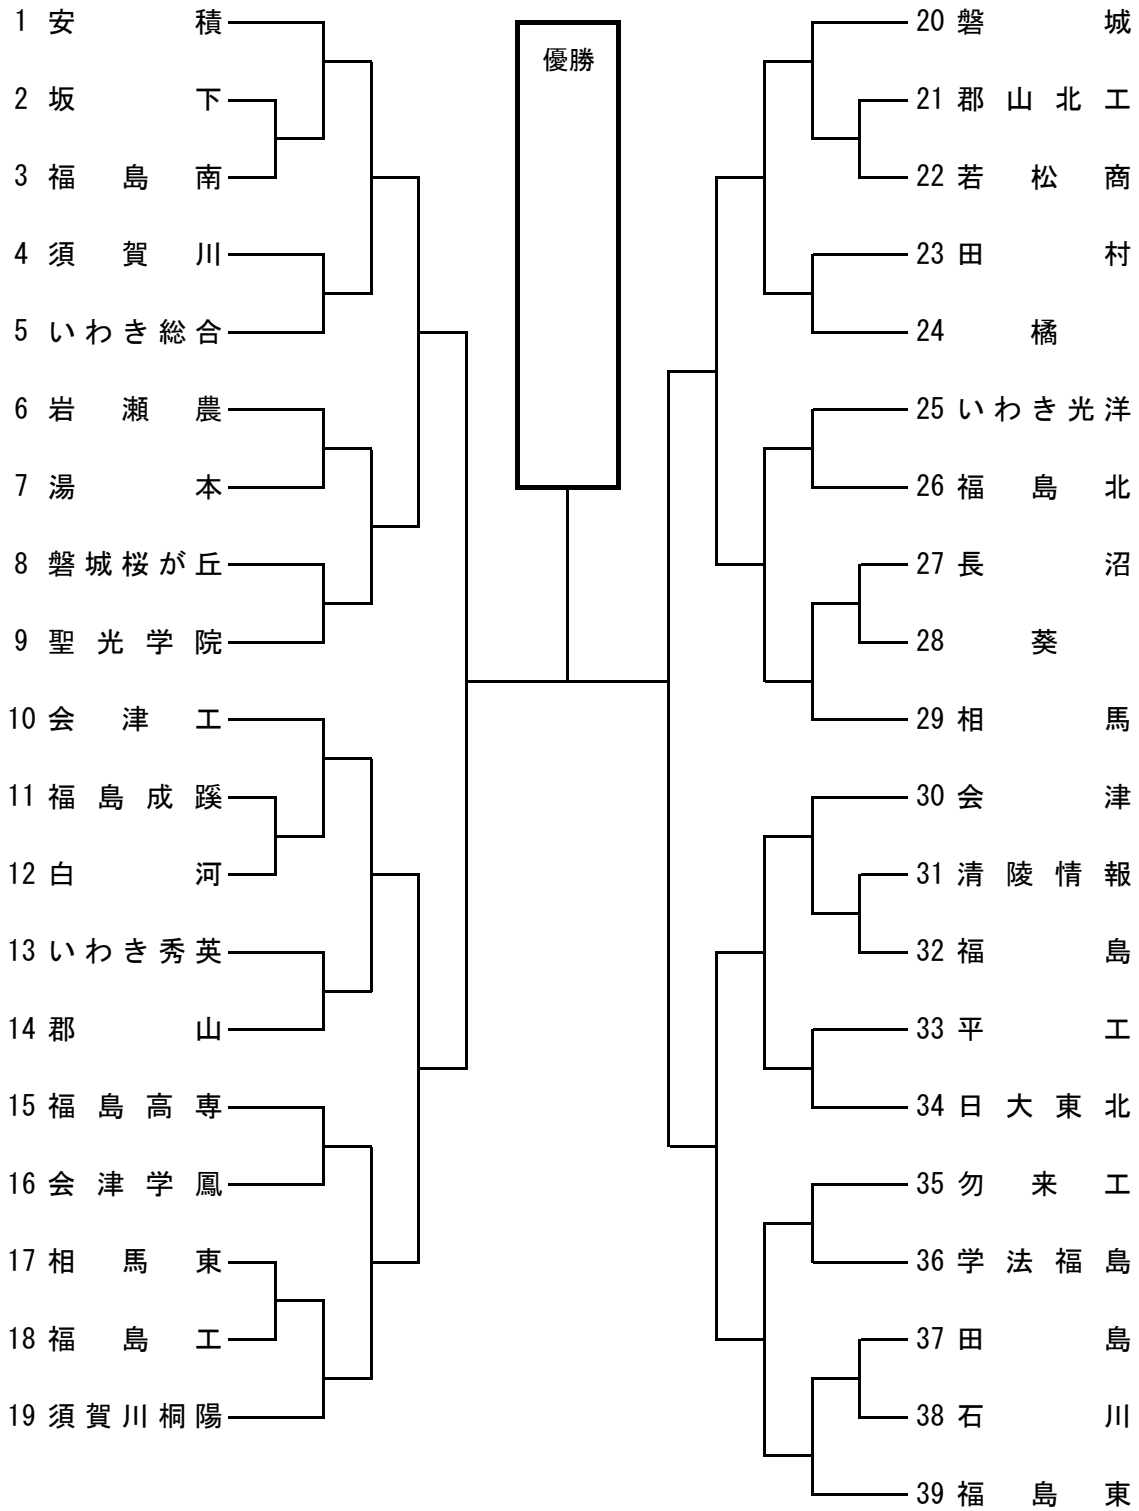 1 安積
2 坂下
3 福島南
4 須賀川
5 いわき総合
6 岩瀬農
7 湯本
8 磐城桜が丘
9 聖光学院
10 会津工
11 福島成蹊
12 白河
13 いわき秀英
14 郡山
15 福島高専
16 会津学鳳
17 相馬東
18 福島工
19 須賀川桐陽
優勝
20 磐城
21 郡山北工
22 若松商
23 田村
24 橘
25 いわき光洋
26 福島北
27 長沼
28 葵
29 相馬
30 会津
31 清陵情報
32 福島
33 平工
34 日大東北
35 勿来工
36 学法福島
37 田島
38 石川
39 福島東